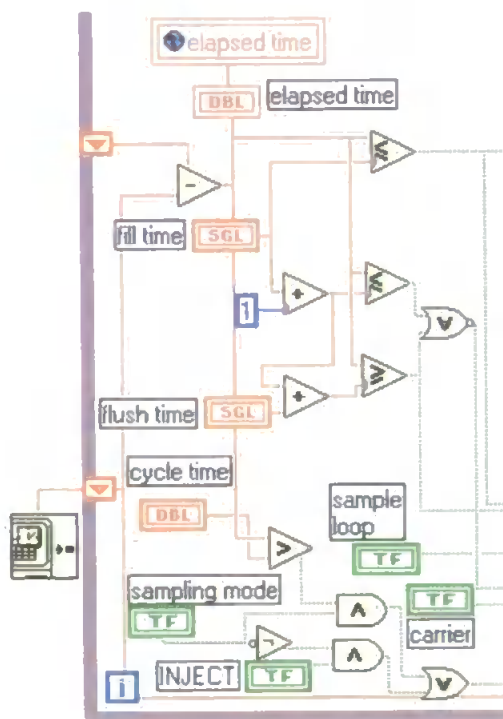 elapsed time
DBL
elapsed time
fill time
SGL
1
flush time
SGL
cycle time
DBL
sample
loop
TF
sampling mode
TF
TF
carrier
INJECT
TF
i